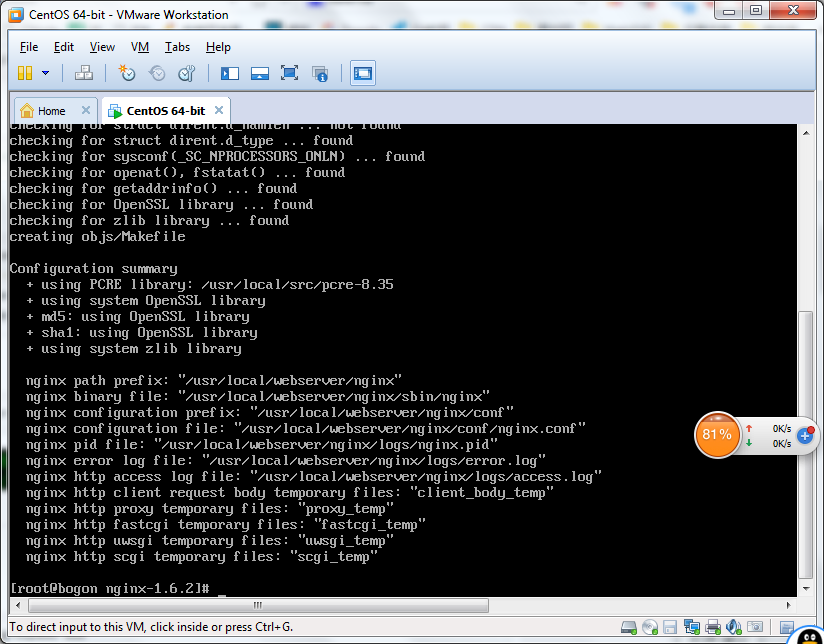 CentOS 64-bit - VMware Workstation
File Edit View VM Tabs Help
Home CentOS 64-bit
checking for struct dirent.d_namlen ... not found
checking for struct dirent.d_type ... found
checking for sysconf(_SC_NPROCESSORS_ONLN) ... found
checking for openat(), fstatat() ... found
checking for getaddrinfo() ... found
checking for OpenSSL library ... found
checking for zlib library ... found
creating objs/Makefile
Configuration summary
+ using PCRE library: /usr/local/src/pcre-8.35
+ using system OpenSSL library
+ md5: using OpenSSL library
+ sha1: using OpenSSL library
+ using system zlib library
nginx path prefix: "/usr/local/webserver/nginx"
nginx binary file: "/usr/local/webserver/nginx/sbin/nginx"
nginx configuration prefix: "/usr/local/webserver/nginx/conf"
nginx configuration file: "/usr/local/webserver/nginx/conf/nginx.conf"
nginx pid file: "/usr/local/webserver/nginx/logs/nginx.pid"
nginx error log file: "/usr/local/webserver/nginx/logs/error.log"
nginx http access log file: "/usr/local/webserver/nginx/logs/access.log"
nginx http client request body temporary files: "client_body_temp"
nginx http proxy temporary files: "proxy_temp"
nginx http fastcgi temporary files: "fastcgi_temp"
nginx http uwsgi temporary files: "uwsgi_temp"
nginx http scgi temporary files: "scgi_temp"
[root@bogon nginx-1.6.2]# _
81%
0K/s
0K/s
To direct input to this VM, click inside or press Ctrl+G.